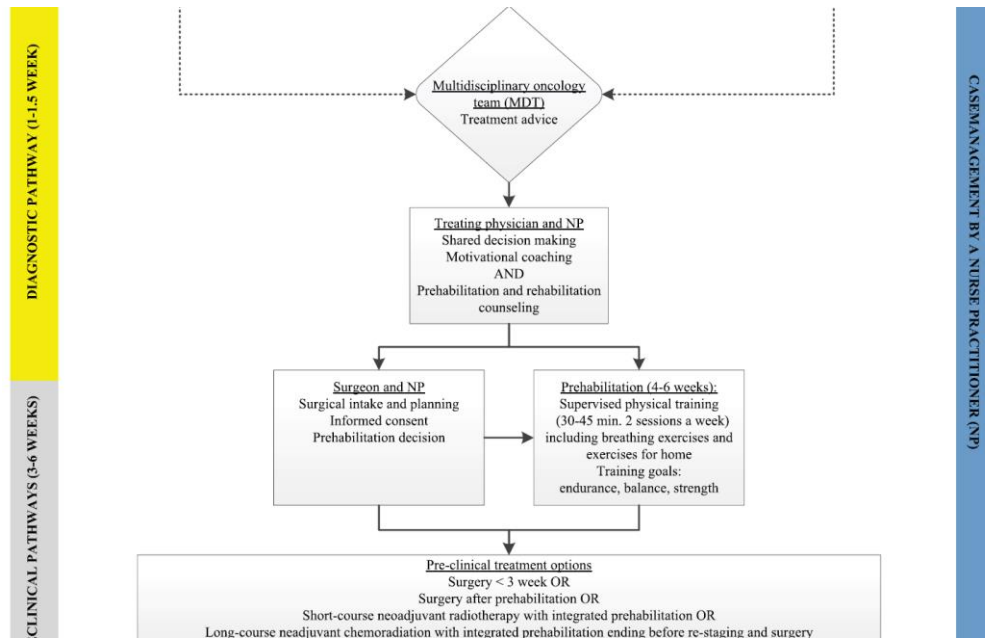 DIAGNOSTIC PATHWAY (1-1.5 WEEK)
Multidisciplinary oncology
team (MDT)
Treatment advice
Treating physician and NP
Shared decision making
Motivational coaching
AND
Prehabilitation and rehabilitation
counseling
Surgeon and NP
Surgical intake and planning
Informed consent
Prehabilitation decision
Prehabilitation (4-6 weeks):
Supervised physical training
(30-45 min. 2 sessions a week)
including breathing exercises and
exercises for home
Training goals:
endurance, balance, strength
CLINICAL PATHWAYS (3-6 WEEKS)
Pre-clinical treatment options
Surgery < 3 week OR
Surgery after prehabilitation OR
Short-course neoadjuvant radiotherapy with integrated prehabilitation OR
Long-course neadjuvant chemoradiation with integrated prehabilitation ending before re-staging and surgery
CASEMANAGEMENT BY A NURSE PRACTITIONER (NP)